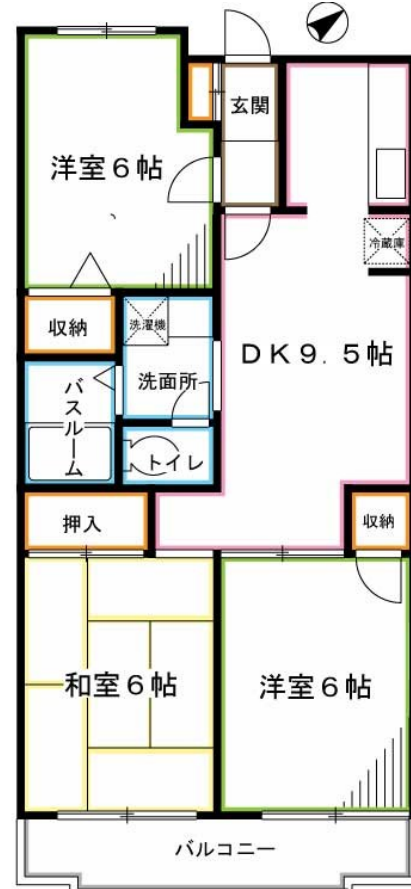 玄関
洋室6帖
冷蔵庫
収納
洗濯機
DK9.5帖
洗面所
バスルーム
トイレ
押入
収納
和室6帖
洋室6帖
バルコニー